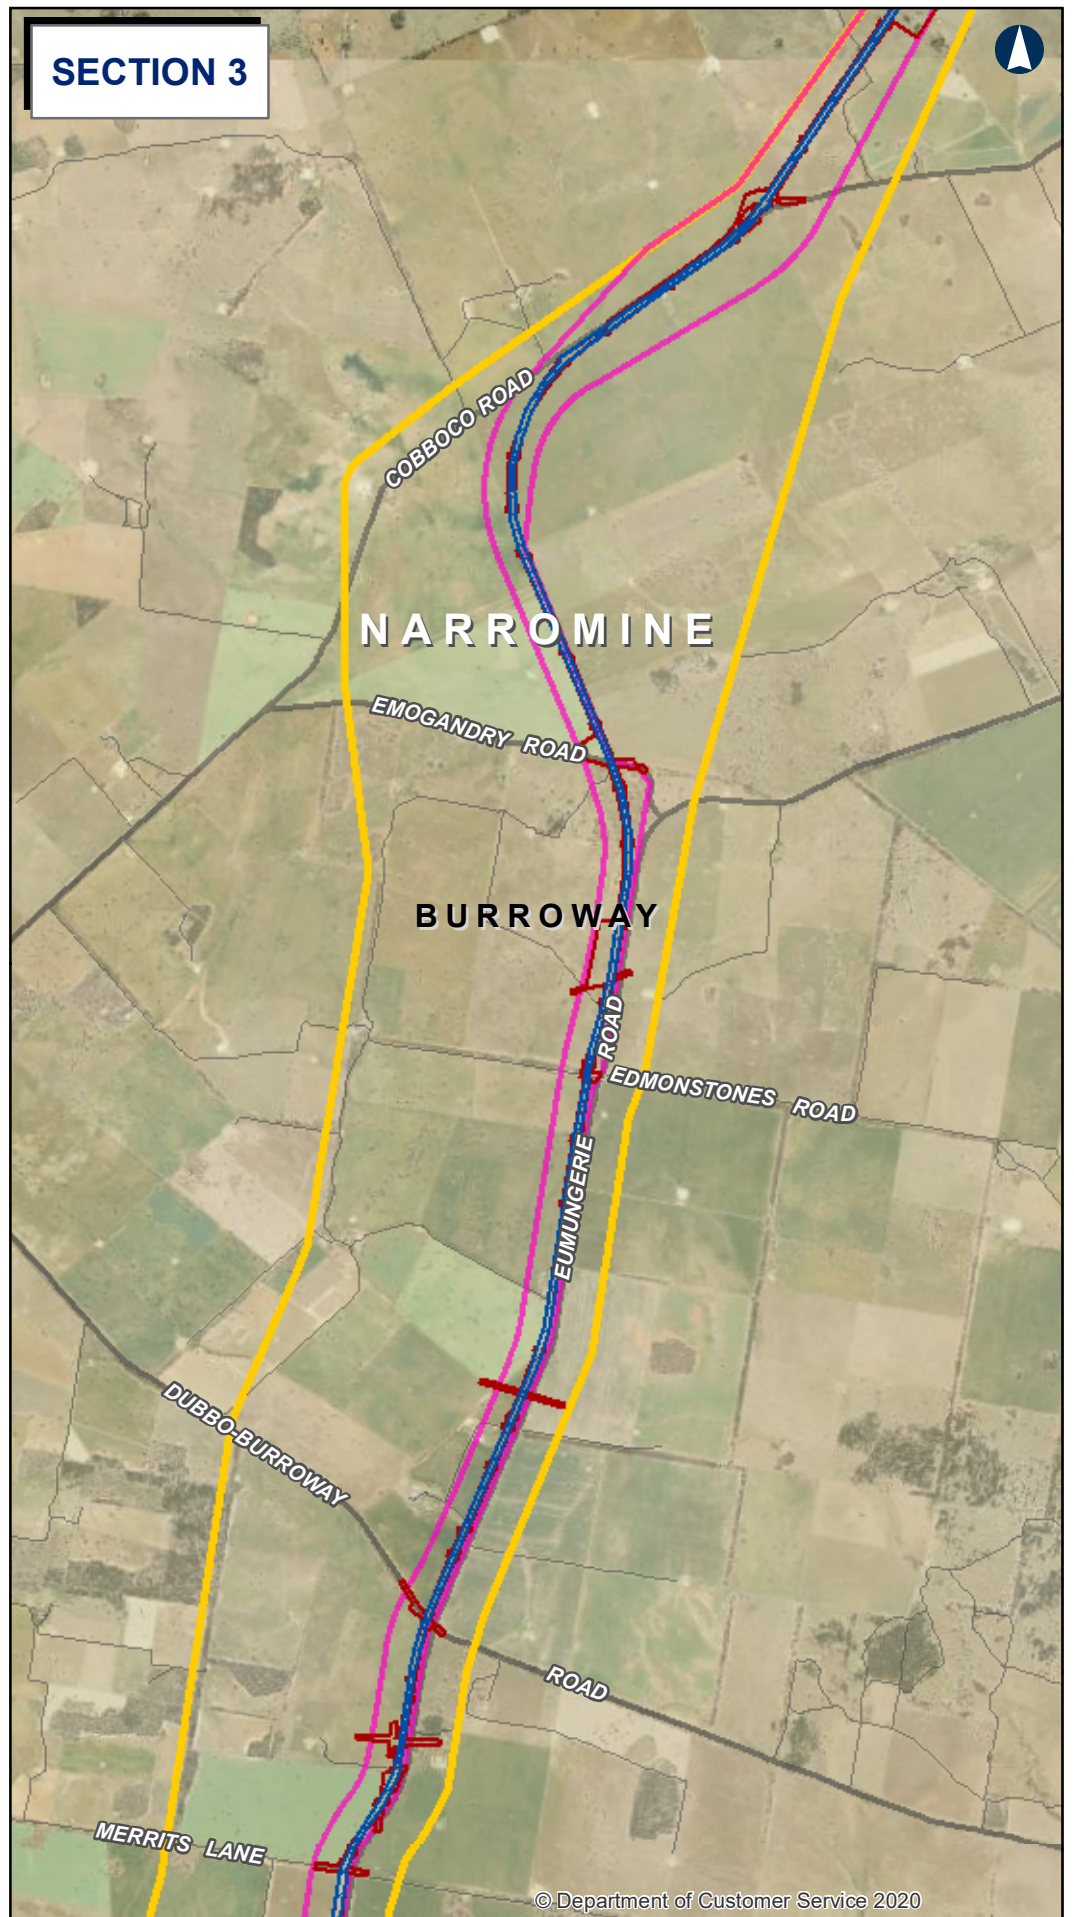 SECTION 3
COBBOCO ROAD
NARROMINE
EMOGANDRY ROAD
BURROWAY
EUMUNGERIE ROAD
EDMONSTONES ROAD
DUBBO-BURROWAY ROAD
MERRITS LANE
© Department of Customer Service 2020